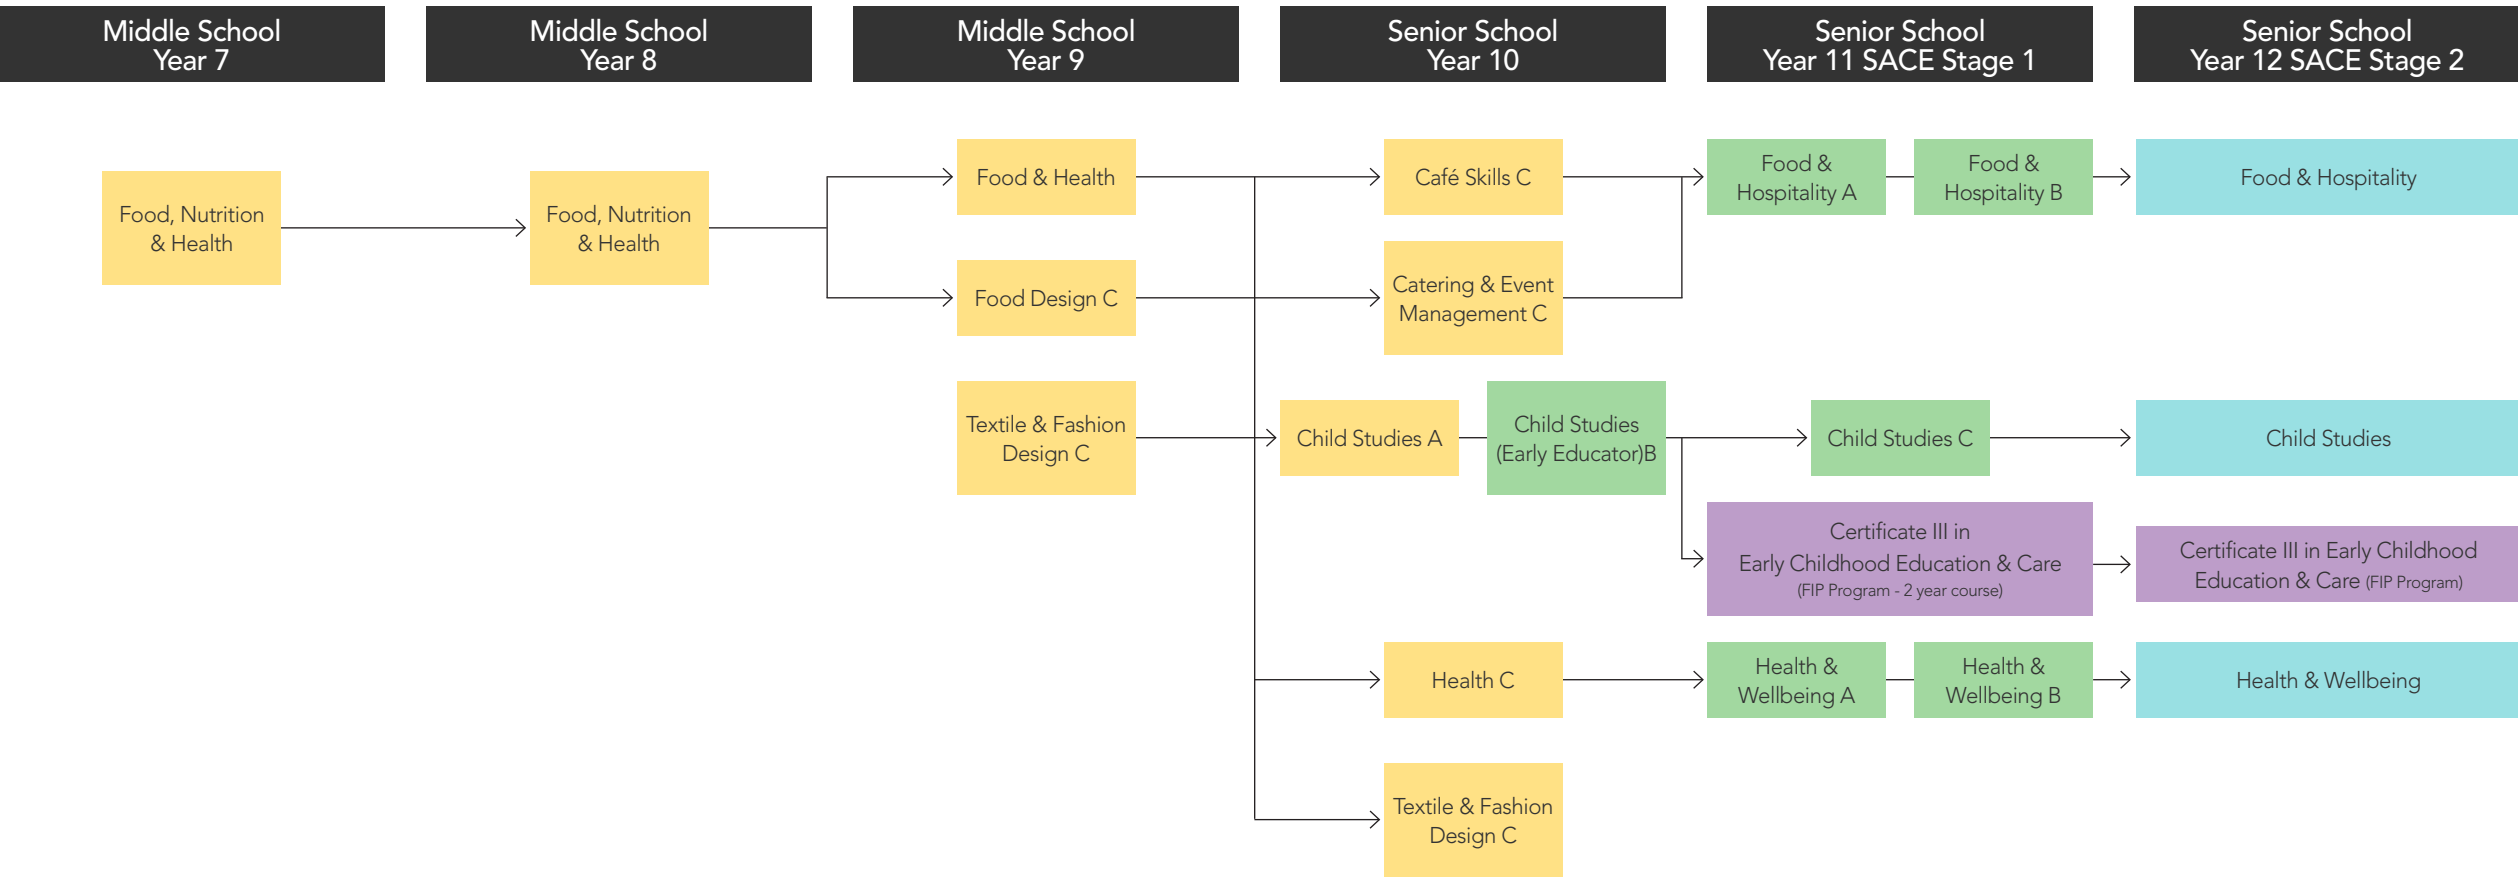 Middle School
Year 7
Middle School
Year 8
Middle School
Year 9
Senior School
Year 10
Senior School
Year 11 SACE Stage 1
Senior School
Year 12 SACE Stage 2
Food, Nutrition
& Health
Food, Nutrition
& Health
Food & Health
Café Skills C
Food &
Hospitality A
Food &
Hospitality B
Food & Hospitality
Food Design C
Catering & Event
Management C
Textile & Fashion
Design C
Child Studies A
Child Studies
(Early Educator)B
Child Studies C
Child Studies
Certificate III in
Early Childhood Education & Care
(FIP Program - 2 year course)
Certificate III in Early Childhood
Education & Care (FIP Program)
Health C
Health &
Wellbeing A
Health &
Wellbeing B
Health & Wellbeing
Textile & Fashion
Design C